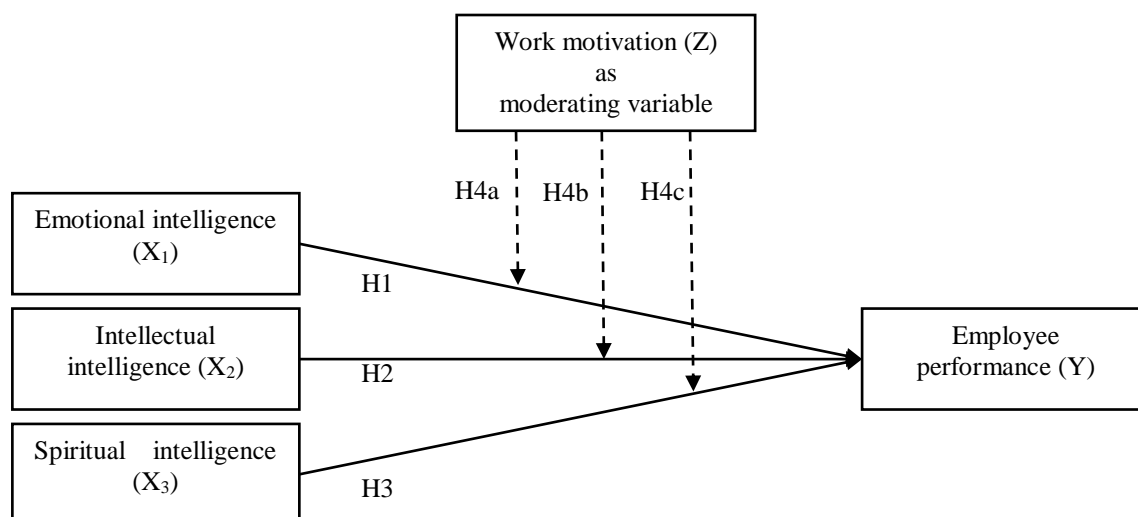 Work motivation (Z)
as
moderating variable
H4a
H4b
H4c
Emotional intelligence
(X₁)
H1
Intellectual
intelligence (X₂)
H2
Employee
performance (Y)
Spiritual intelligence
(X₃)
H3